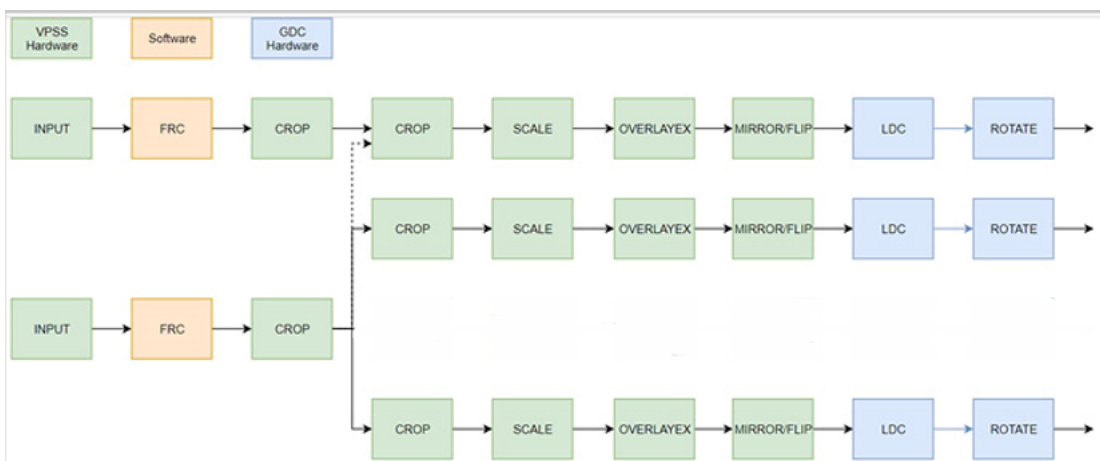 VPSS
Hardware
Software
GDC
Hardware
INPUT
FRC
CROP
CROP
SCALE
OVERLAYEX
MIRROR/FLIP
LDC
ROTATE
CROP
SCALE
OVERLAYEX
MIRROR/FLIP
LDC
ROTATE
INPUT
FRC
CROP
CROP
SCALE
OVERLAYEX
MIRROR/FLIP
LDC
ROTATE